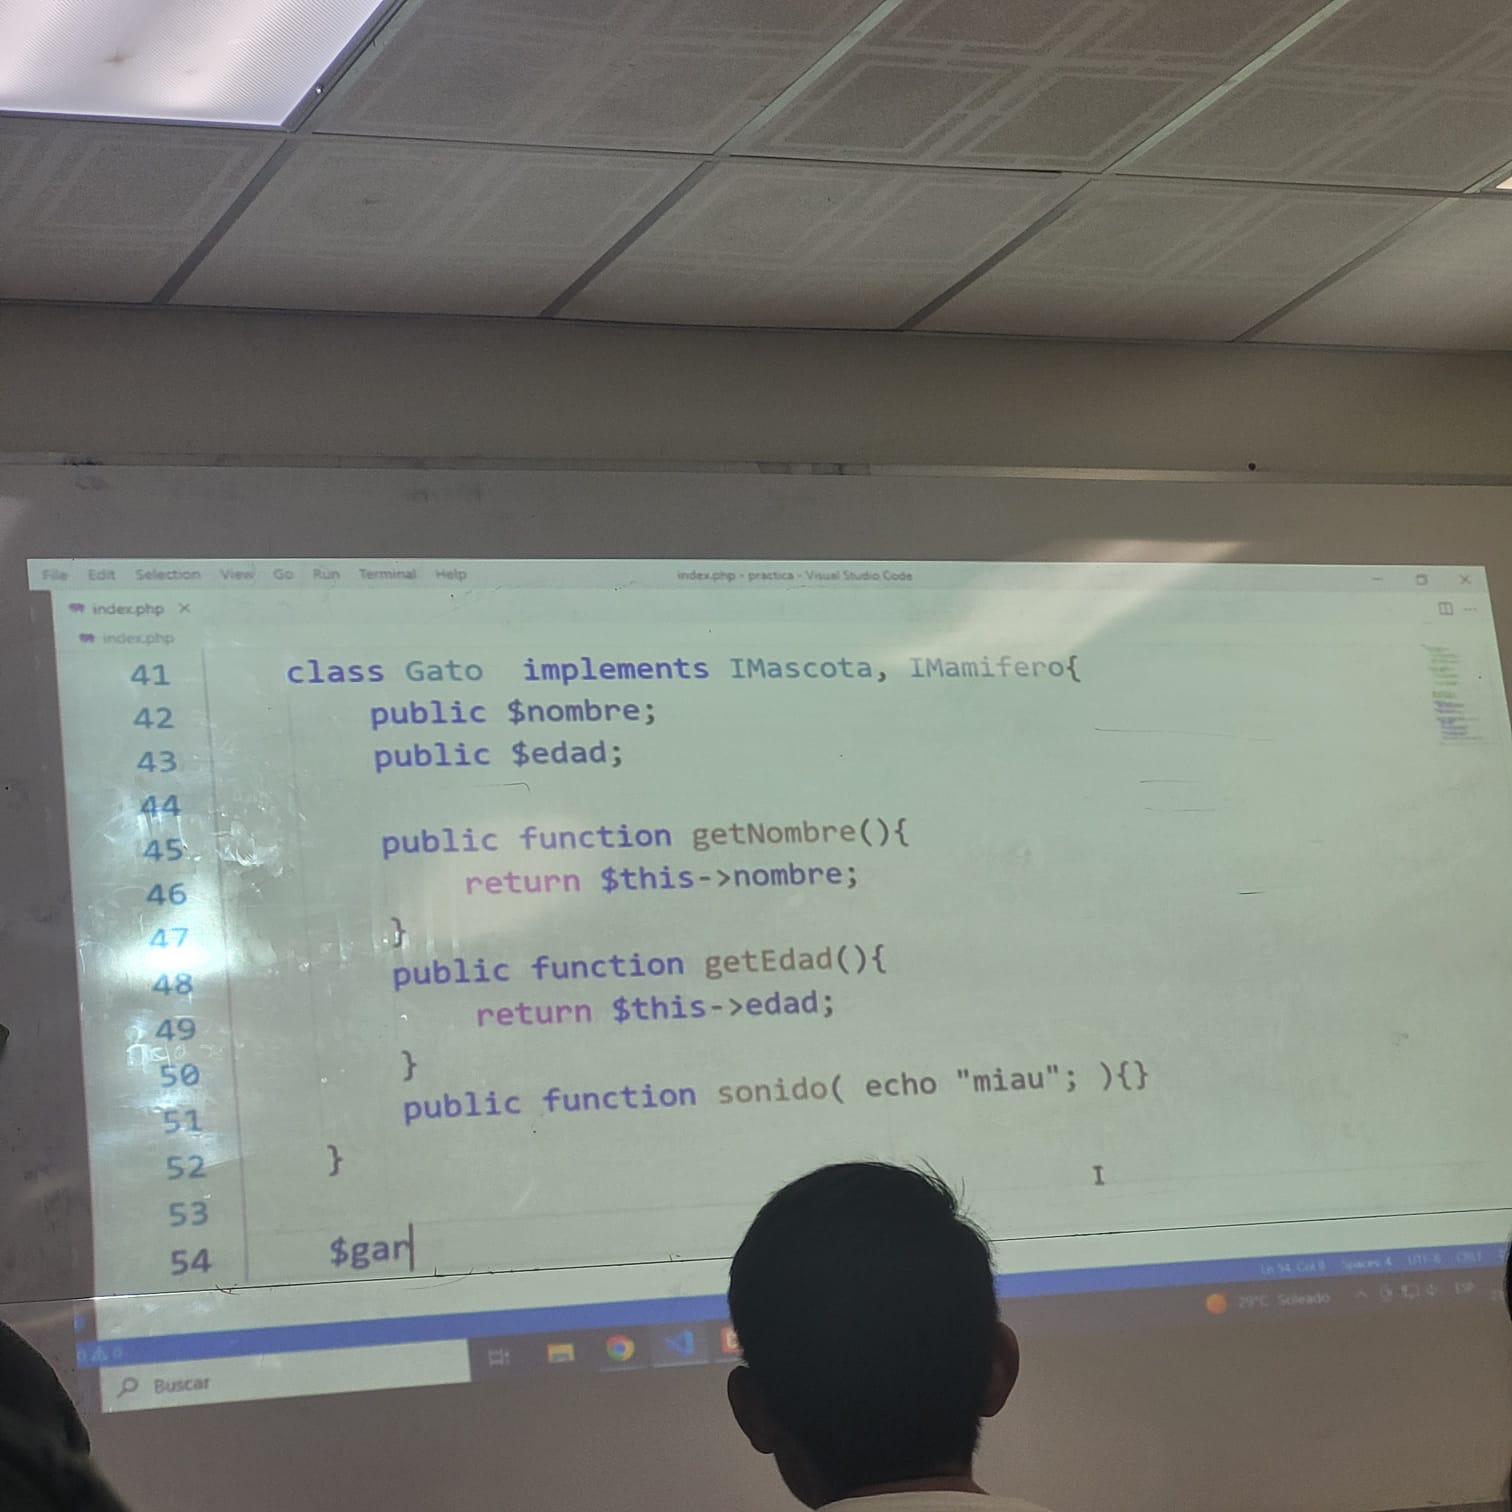 File Edit Selection View Go Run Terminal Help index.php - practica - Visual Studio Code
index.php
index.php
41 class Gato  implements IMascota, IMamifero{
42 public $nombre;
43 public $edad;
44
45 public function getNombre(){
46 return $this->nombre;
47 }
48 public function getEdad(){
49 return $this->edad;
50 }
51 public function sonido( echo "miau"; ){}
52 }
53
54 $gar
Ln 54, Col 9 Spaces: 4 UTF-8 CRLF
0 0
29°C Soleado ESP
Buscar